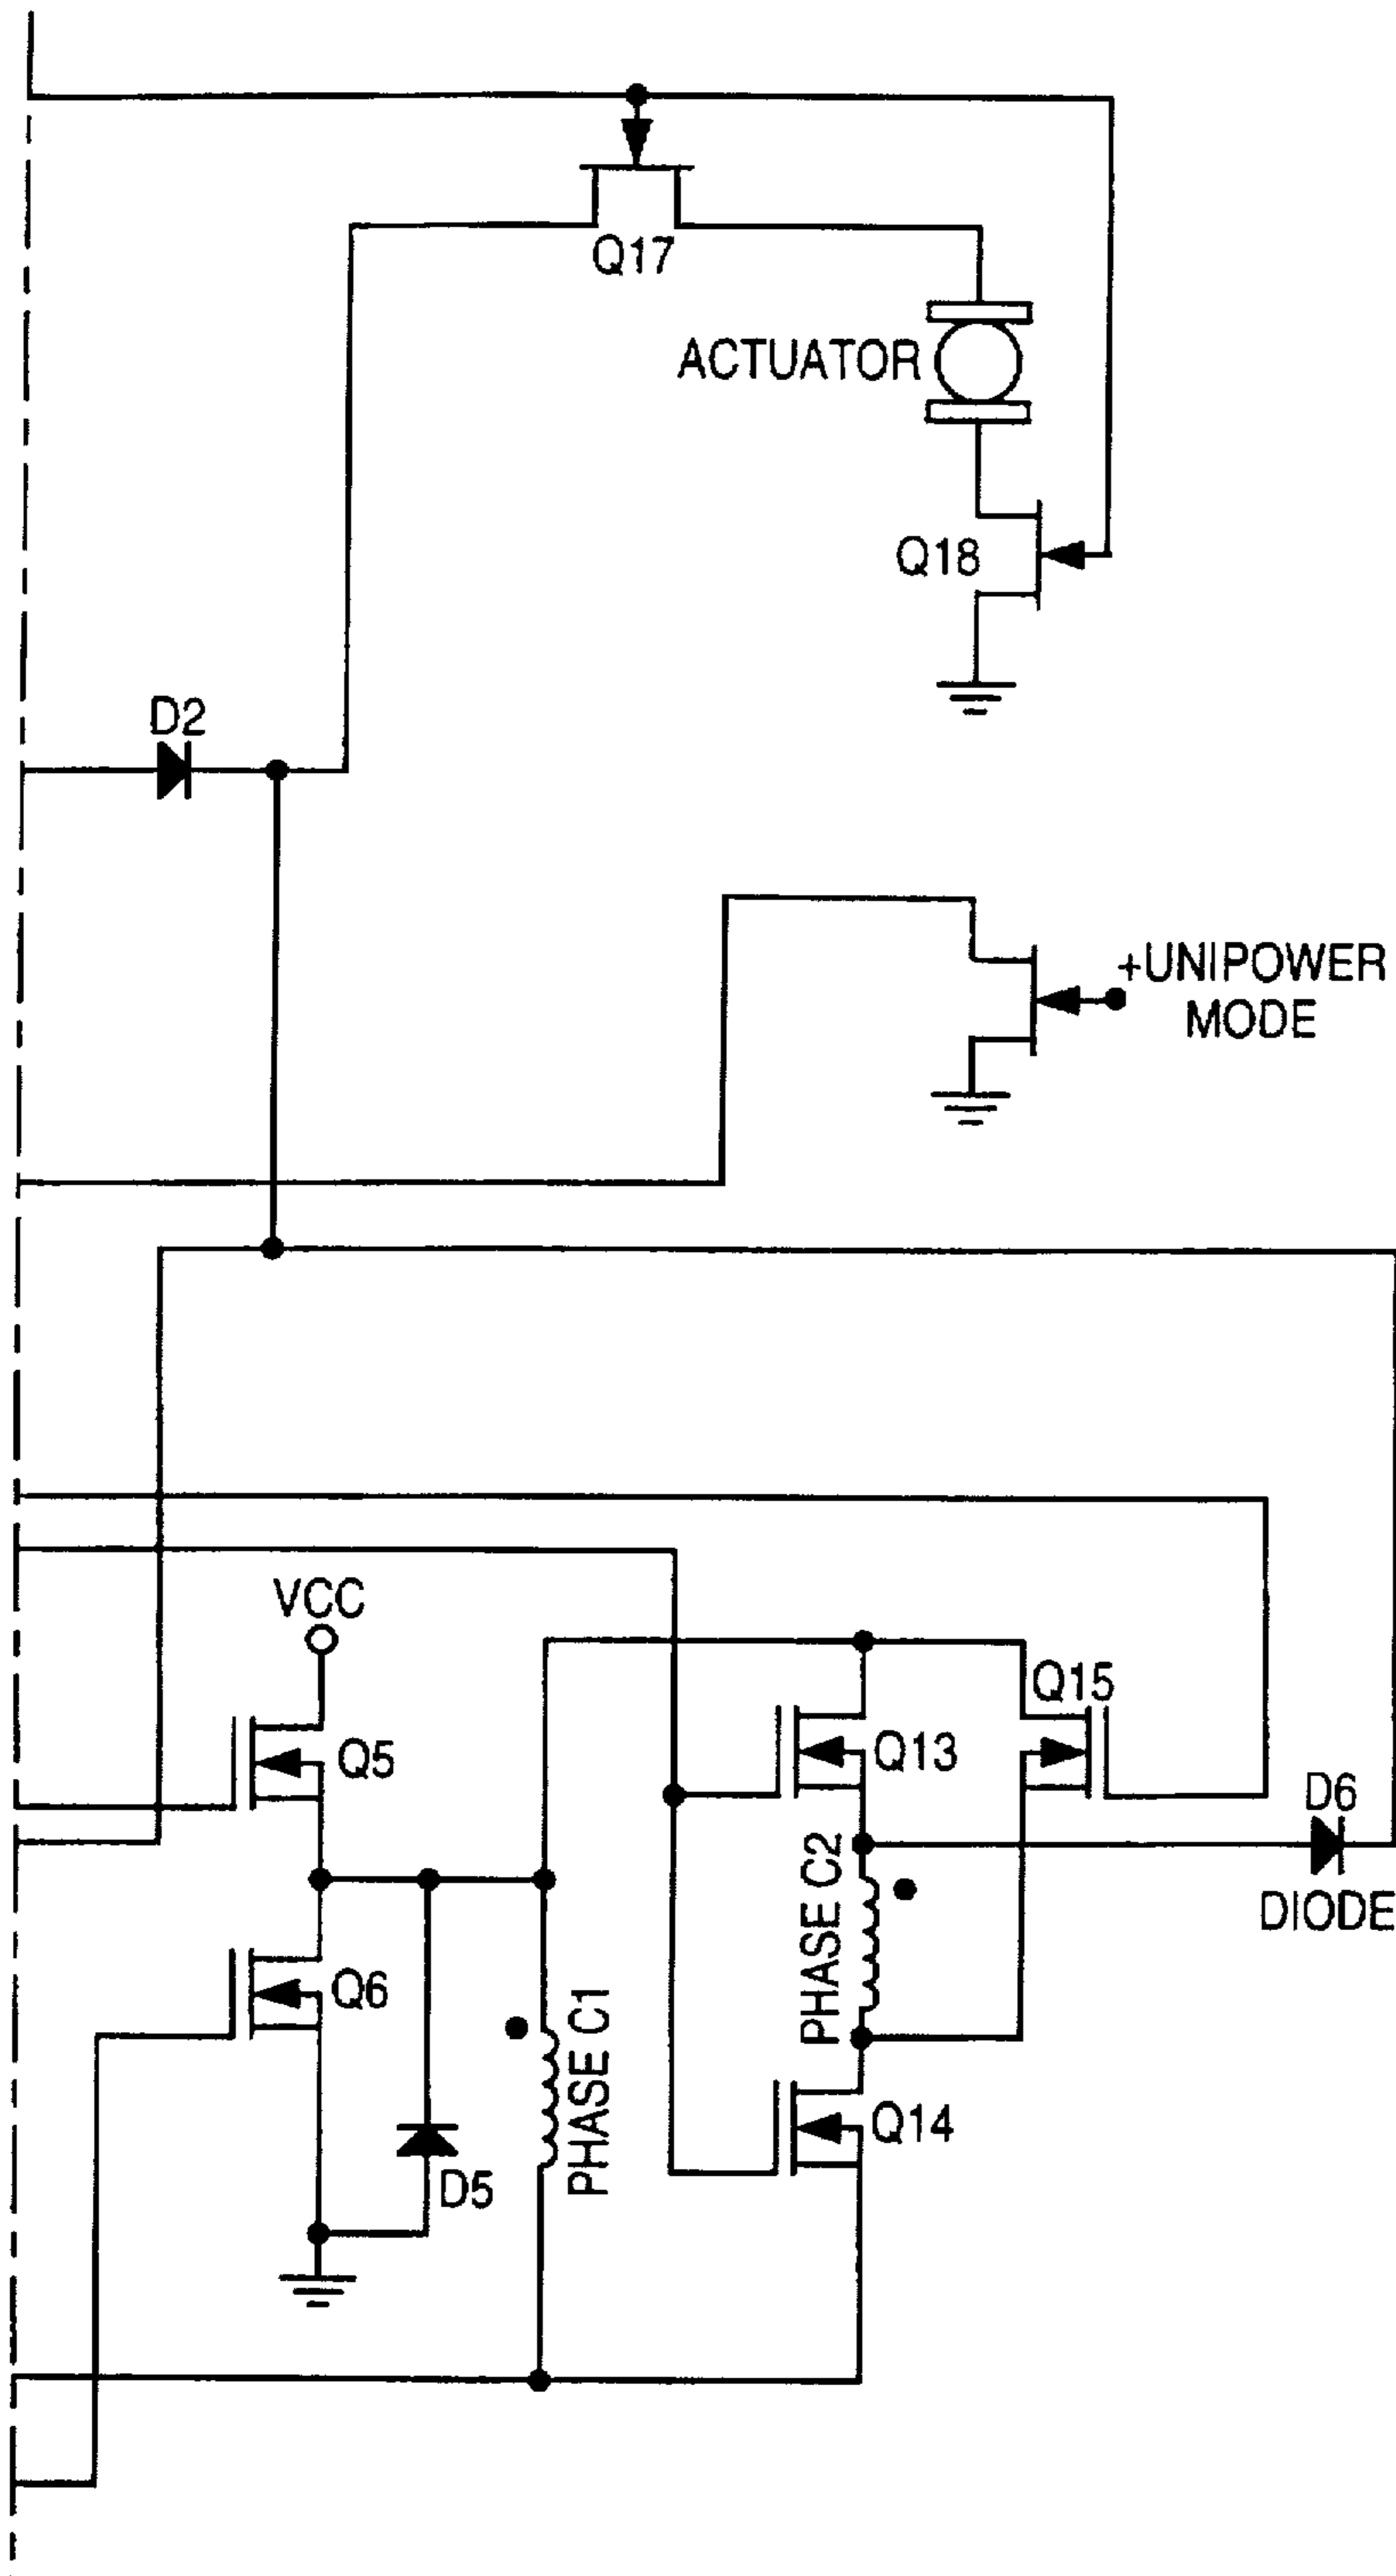 Q17
ACTUATOR
Q18
D2
+UNIPOWER
MODE
VCC
Q15
Q5
Q13
D6
DIODE
PHASE C2
Q6
PHASE C1
Q14
D5